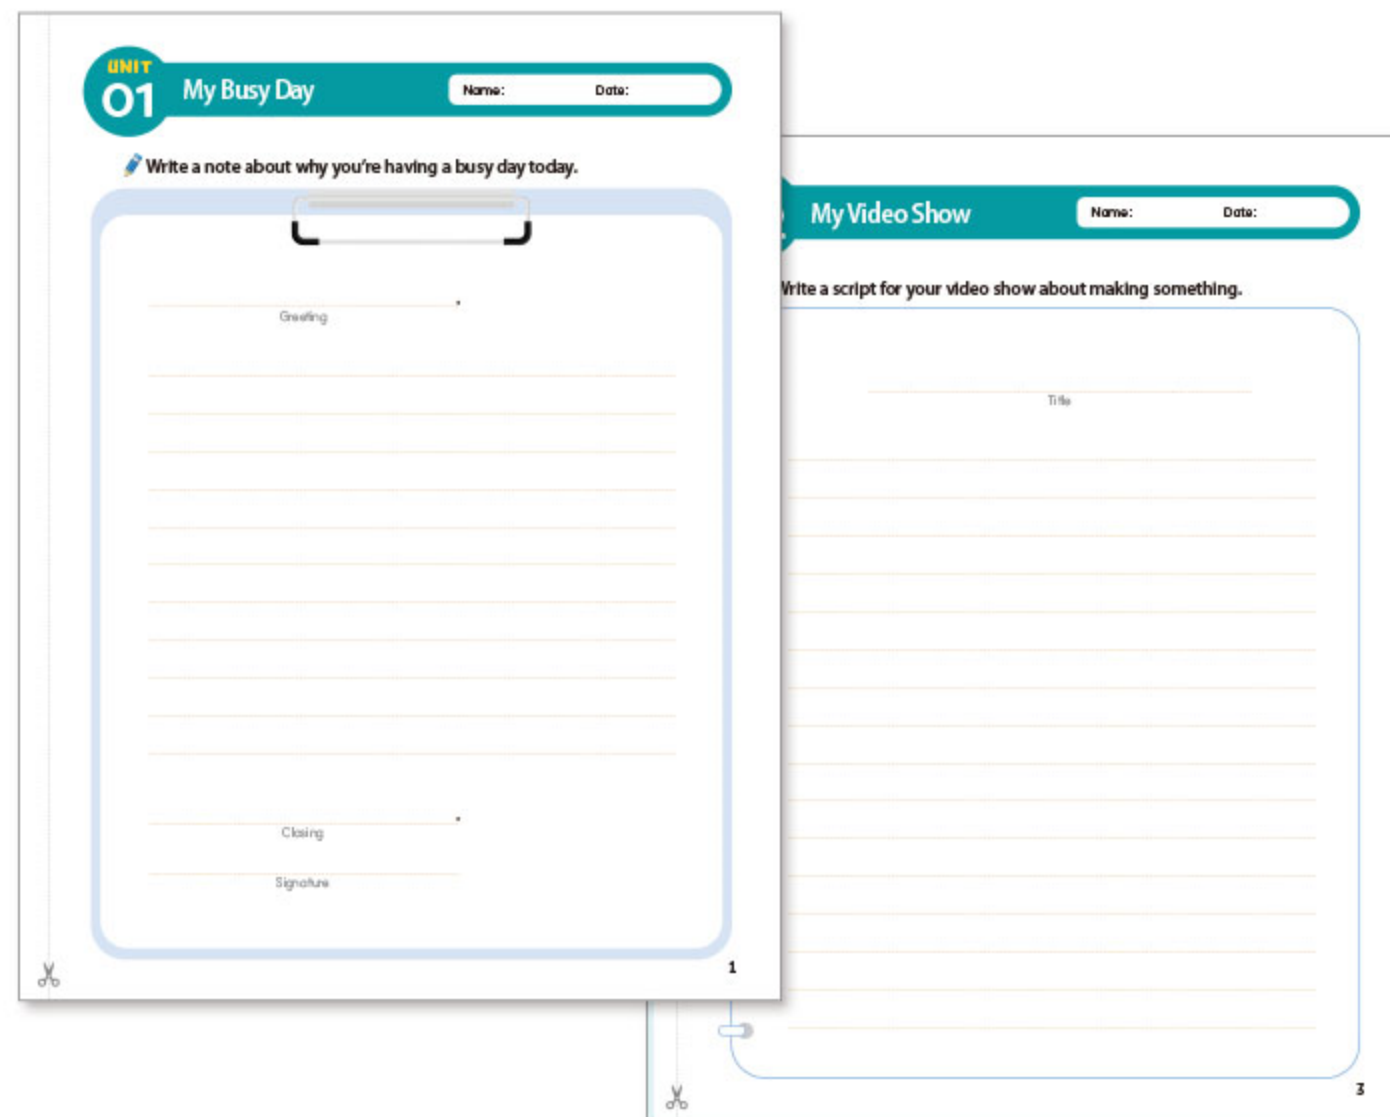 UNIT
01
My Busy Day
Name:
Date:
Write a note about why you're having a busy day today.
Greeting
,
Closing
,
Signature
1
My Video Show
Name:
Date:
Write a script for your video show about making something.
Title
3